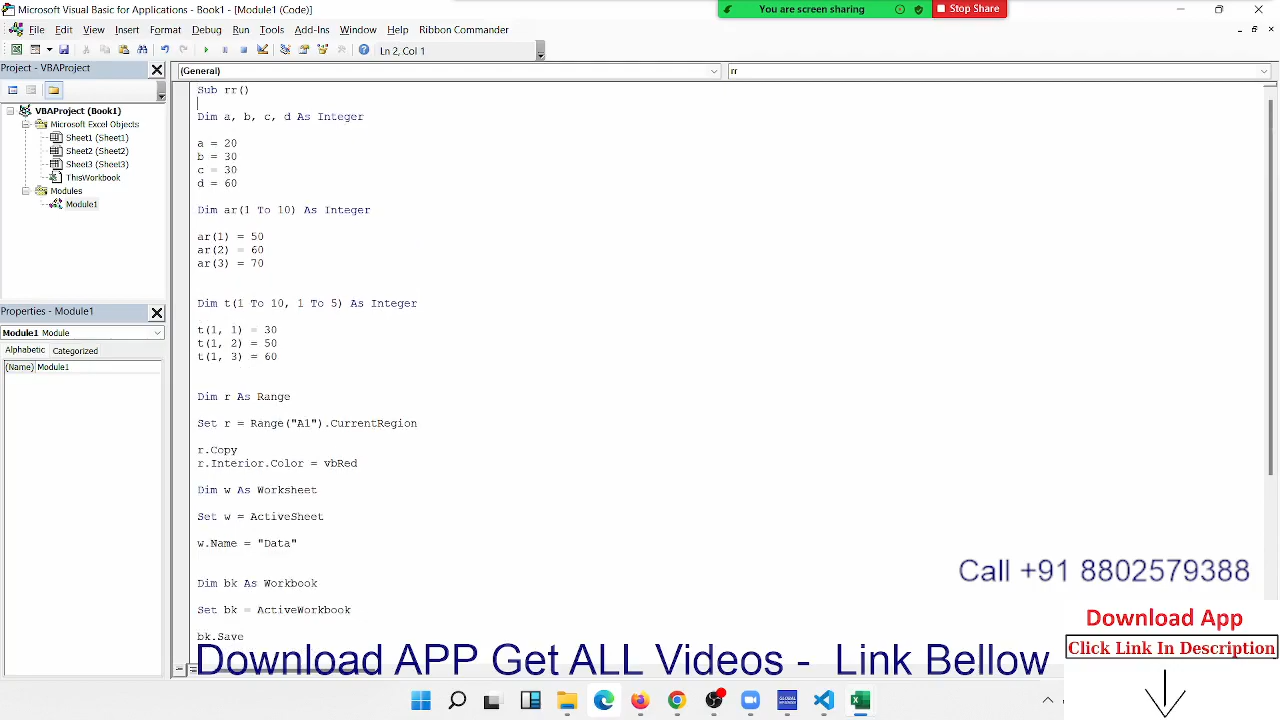 Microsoft Visual Basic for Applications - Book1 - [Module1 (Code)]
You are screen sharing
Stop Share
File Edit View Insert Format Debug Run Tools Add-Ins Window Help Ribbon Commander
Ln 2, Col 1
Project - VBAProject
(General)
rr
VBAProject (Book1)
Microsoft Excel Objects
Sheet1 (Sheet1)
Sheet2 (Sheet2)
Sheet3 (Sheet3)
ThisWorkbook
Modules
Module1
Properties - Module1
Module1 Module
Alphabetic Categorized
(Name) Module1
Sub rr()
Dim a, b, c, d As Integer
a = 20
b = 30
c = 30
d = 60
Dim ar(1 To 10) As Integer
ar(1) = 50
ar(2) = 60
ar(3) = 70
Dim t(1 To 10, 1 To 5) As Integer
t(1, 1) = 30
t(1, 2) = 50
t(1, 3) = 60
Dim r As Range
Set r = Range("A1").CurrentRegion
r.Copy
r.Interior.Color = vbRed
Dim w As Worksheet
Set w = ActiveSheet
w.Name = "Data"
Dim bk As Workbook
Set bk = ActiveWorkbook
bk.Save
Call +91 8802579388
Download App
Click Link In Description
Download APP Get ALL Videos - Link Bellow